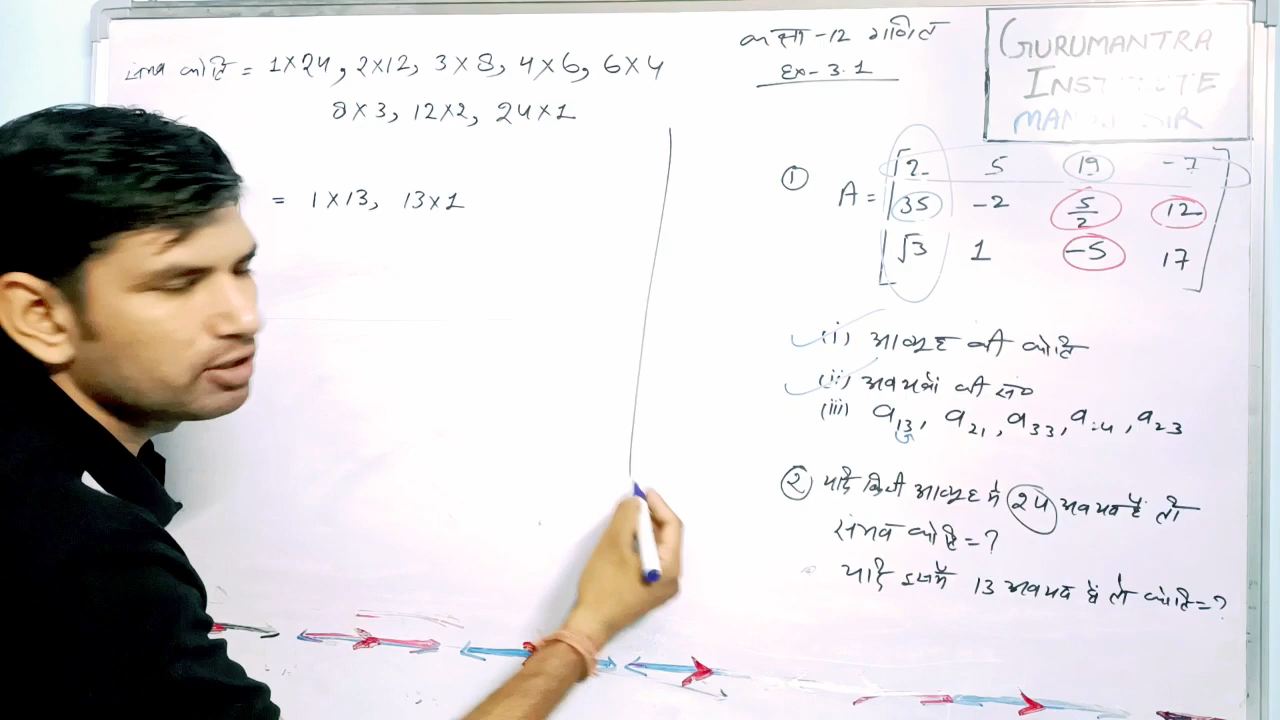 कक्षा -12 गणित
Ex- 3.1
GURUMANTRA
INSTITUTE
संभव कोटि = 1×24, 2×12, 3×8, 4×6, 6×4
8×3, 12×2, 24×1
= 1×13, 13×1
① A = [2 5 19 -7
35 -2 5/2 12
√3 1 -5 17]
(i) आव्यूह की कोटि
(ii) अवयवों की सं०
(iii) a13, a21, a33, a24, a23
② यदि किसी आव्यूह में 24 अवयव हैं तो
संभव कोटि = ?
यदि इसमें 13 अवयव हैं तो कोटि = ?